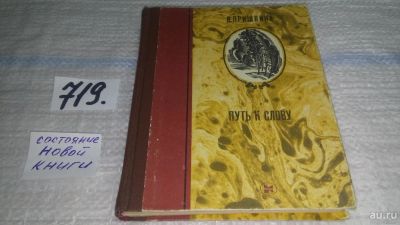 719.
состояние
новой
книги
В.ПРИШВИНА
ПУТЬ К СЛОВУ
au.ru